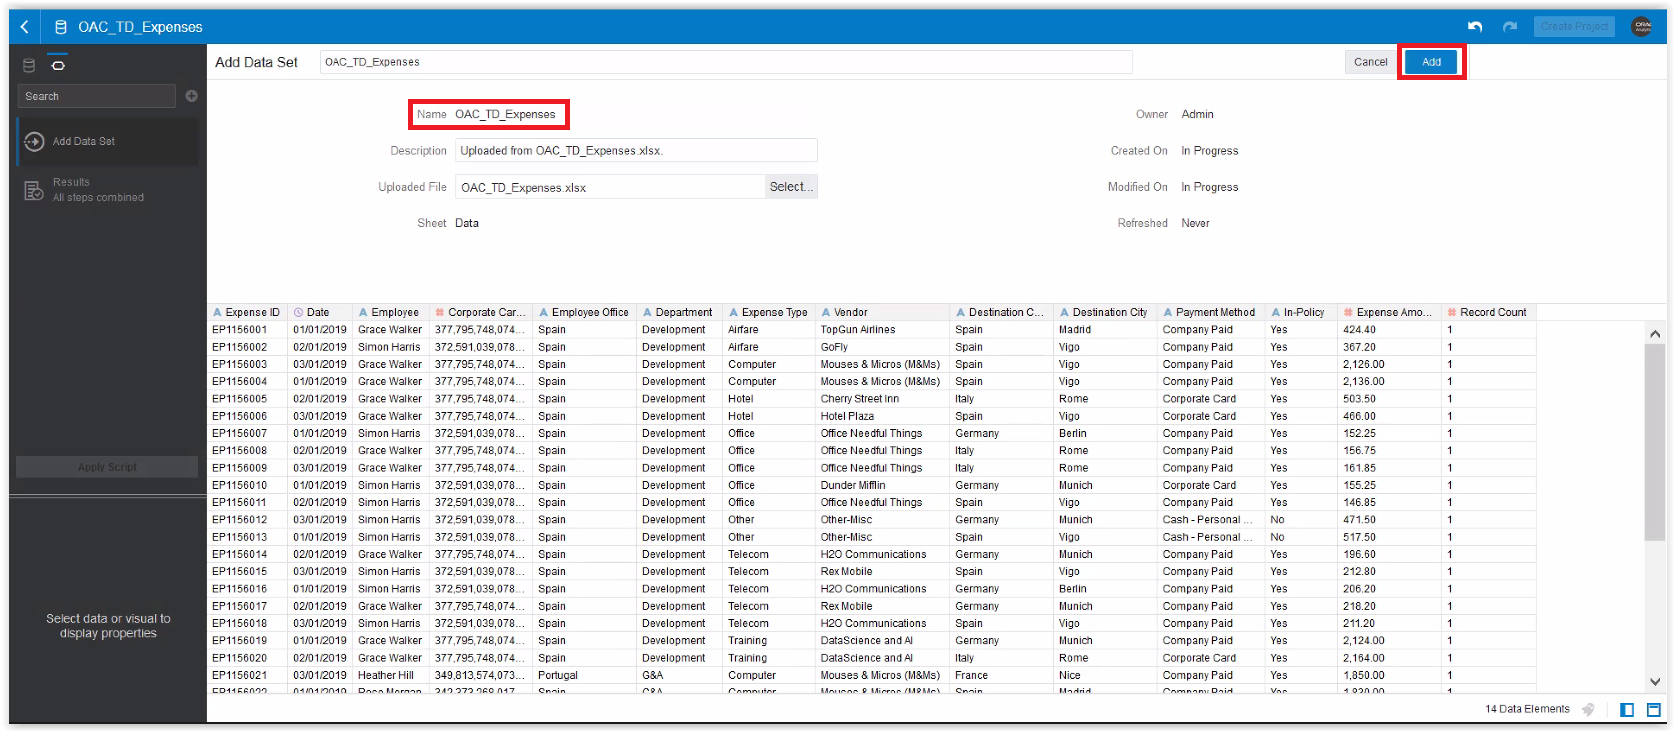 OAC_TD_Expenses
Create Project
Add Data Set OAC_TD_Expenses Cancel Add
Search
Add Data Set
Results
All steps combined
Apply Script
Select data or visual to
display properties
Name OAC_TD_Expenses Owner Admin
Description Uploaded from OAC_TD_Expenses.xlsx. Created On In Progress
Uploaded File OAC_TD_Expenses.xlsx Select... Modified On In Progress
Sheet Data Refreshed Never
A Expense ID Date A Employee # Corporate Car... A Employee Office A Department A Expense Type A Vendor A Destination C... A Destination City A Payment Method A In-Policy # Expense Amo... # Record Count
EP1156001 01/01/2019 Grace Walker 377,795,748,074... Spain Development Airfare TopGun Airlines Spain Madrid Company Paid Yes 424.40 1
EP1156002 02/01/2019 Simon Harris 372,591,039,078... Spain Development Airfare GoFly Spain Vigo Company Paid Yes 367.20 1
EP1156003 03/01/2019 Grace Walker 377,795,748,074... Spain Development Computer Mouses & Micros (M&Ms) Spain Vigo Company Paid Yes 2,126.00 1
EP1156004 01/01/2019 Grace Walker 377,795,748,074... Spain Development Computer Mouses & Micros (M&Ms) Spain Vigo Company Paid Yes 2,136.00 1
EP1156005 02/01/2019 Grace Walker 377,795,748,074... Spain Development Hotel Cherry Street Inn Italy Rome Corporate Card Yes 503.50 1
EP1156006 03/01/2019 Grace Walker 377,795,748,074... Spain Development Hotel Hotel Plaza Spain Vigo Company Paid Yes 466.00 1
EP1156007 01/01/2019 Simon Harris 372,591,039,078... Spain Development Office Office Needful Things Germany Berlin Company Paid Yes 152.25 1
EP1156008 02/01/2019 Grace Walker 377,795,748,074... Spain Development Office Office Needful Things Italy Rome Company Paid Yes 156.75 1
EP1156009 03/01/2019 Grace Walker 377,795,748,074... Spain Development Office Office Needful Things Italy Rome Company Paid Yes 161.85 1
EP1156010 01/01/2019 Simon Harris 372,591,039,078... Spain Development Office Dunder Mifflin Germany Munich Corporate Card Yes 155.25 1
EP1156011 02/01/2019 Simon Harris 372,591,039,078... Spain Development Office Office Needful Things Spain Vigo Company Paid Yes 146.85 1
EP1156012 03/01/2019 Simon Harris 372,591,039,078... Spain Development Other Other-Misc Germany Munich Cash - Personal ... No 471.50 1
EP1156013 01/01/2019 Simon Harris 372,591,039,078... Spain Development Other Other-Misc Spain Vigo Cash - Personal ... No 517.50 1
EP1156014 02/01/2019 Grace Walker 377,795,748,074... Spain Development Telecom H2O Communications Germany Munich Company Paid Yes 196.60 1
EP1156015 03/01/2019 Simon Harris 372,591,039,078... Spain Development Telecom Rex Mobile Spain Vigo Company Paid Yes 212.80 1
EP1156016 01/01/2019 Simon Harris 372,591,039,078... Spain Development Telecom H2O Communications Germany Berlin Company Paid Yes 206.20 1
EP1156017 02/01/2019 Grace Walker 377,795,748,074... Spain Development Telecom Rex Mobile Germany Munich Company Paid Yes 218.20 1
EP1156018 03/01/2019 Simon Harris 372,591,039,078... Spain Development Telecom H2O Communications Spain Vigo Company Paid Yes 211.20 1
EP1156019 01/01/2019 Grace Walker 377,795,748,074... Spain Development Training DataScience and AI Germany Munich Company Paid Yes 2,124.00 1
EP1156020 02/01/2019 Grace Walker 377,795,748,074... Spain Development Training DataScience and AI Italy Rome Corporate Card Yes 2,164.00 1
EP1156021 03/01/2019 Heather Hill 349,813,574,073... Portugal G&A Computer Mouses & Micros (M&Ms) France Nice Company Paid Yes 1,850.00 1
EP1156022 01/01/2019 Rose Morgan 342,373,268,017... Spain G&A Computer Mouses & Micros (M&Ms) Spain Madrid Company Paid Yes 1,830.00 1
14 Data Elements